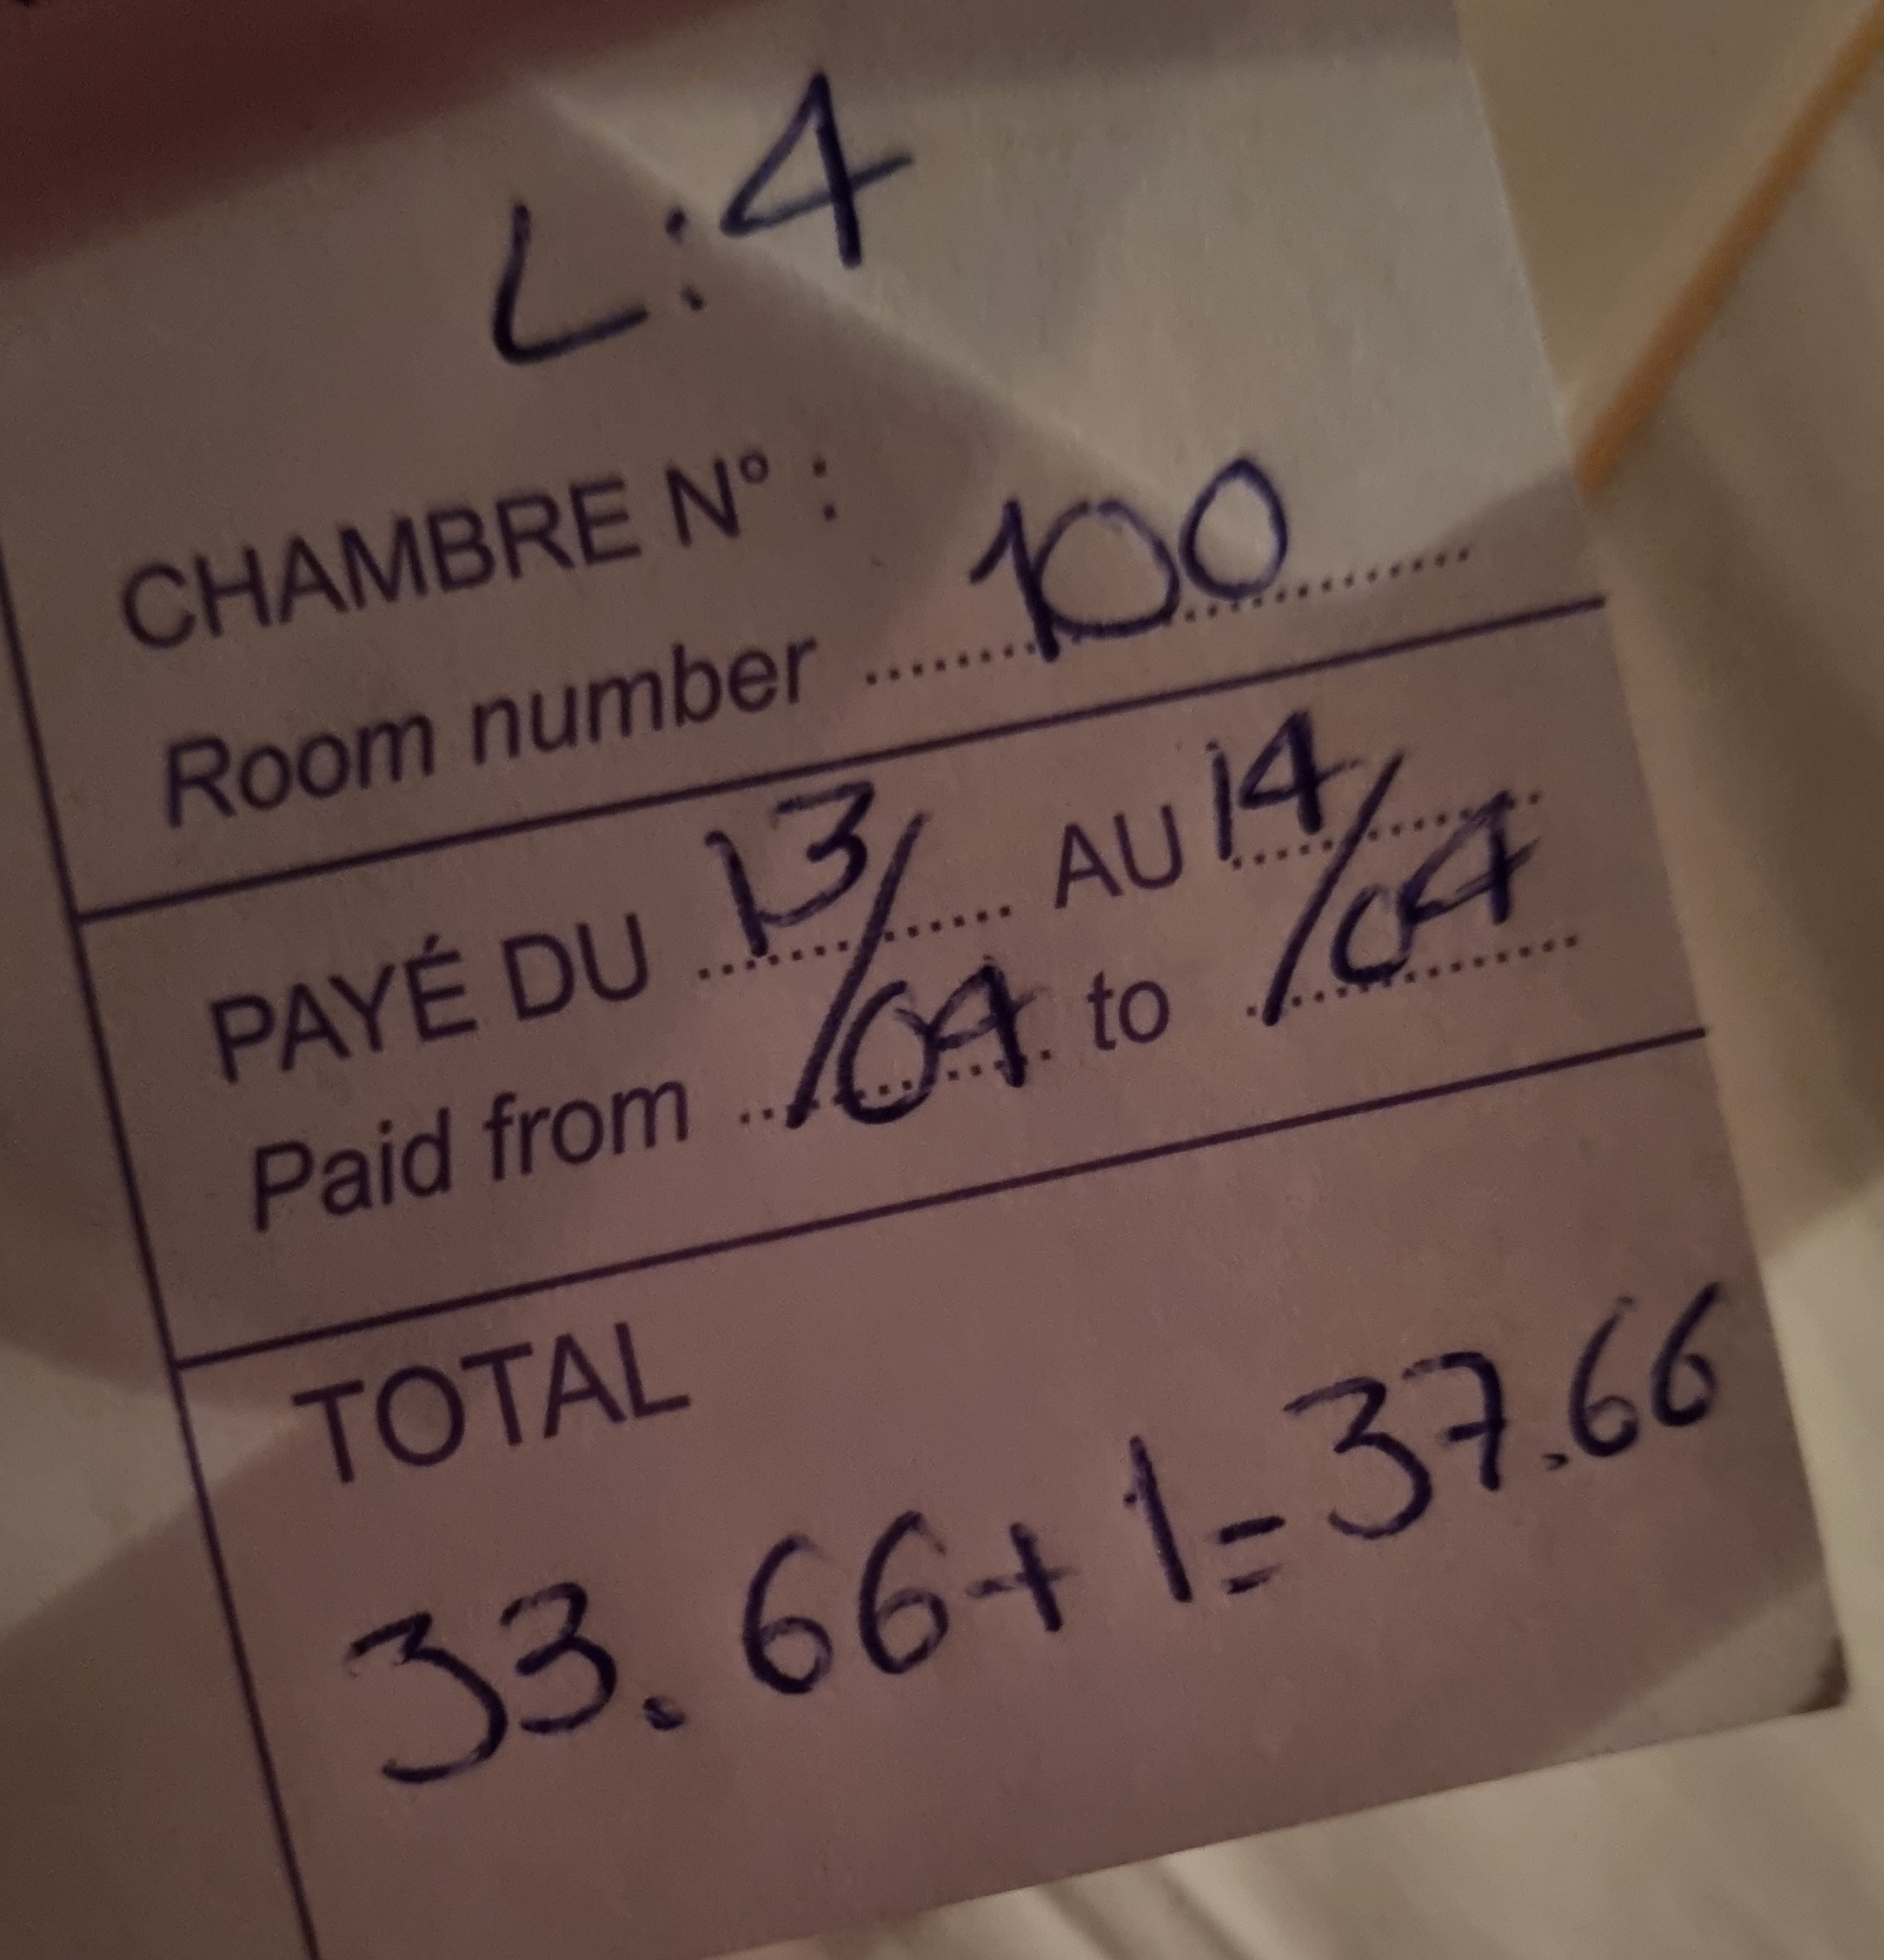 L:4
CHAMBRE N° :
Room number ........ 100 ........
PAYÉ DU 13/04 AU 14/04
Paid from ........ to ........
TOTAL
33.66+1=37.66